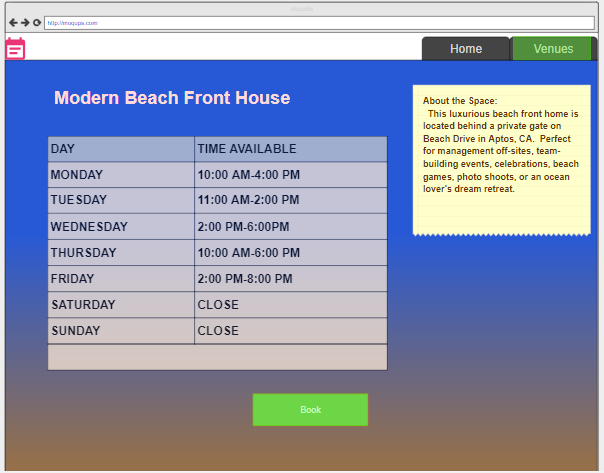 http://moqups.com
Home
Venues
Modern Beach Front House
About the Space:
This luxurious beach front home is
located behind a private gate on
Beach Drive in Aptos, CA. Perfect
for management off-sites, team-
building events, celebrations, beach
games, photo shoots, or an ocean
lover's dream retreat.
DAY TIME AVAILABLE
MONDAY 10:00 AM-4:00 PM
TUESDAY 11:00 AM-2:00 PM
WEDNESDAY 2:00 PM-6:00PM
THURSDAY 10:00 AM-6:00 PM
FRIDAY 2:00 PM-8:00 PM
SATURDAY CLOSE
SUNDAY CLOSE
Book